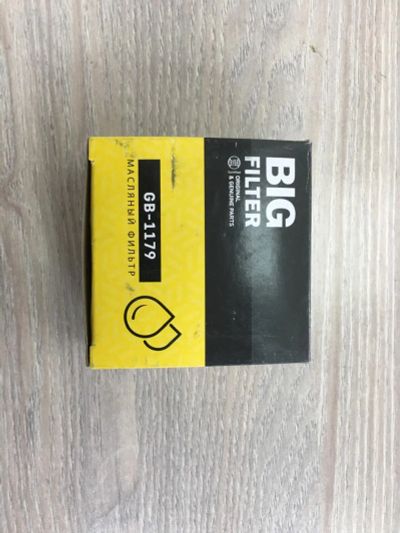 BIG
FILTER
ORIGINAL
& GENUINE PARTS
GB-1179
МАСЛЯНЫЙ ФИЛЬТР